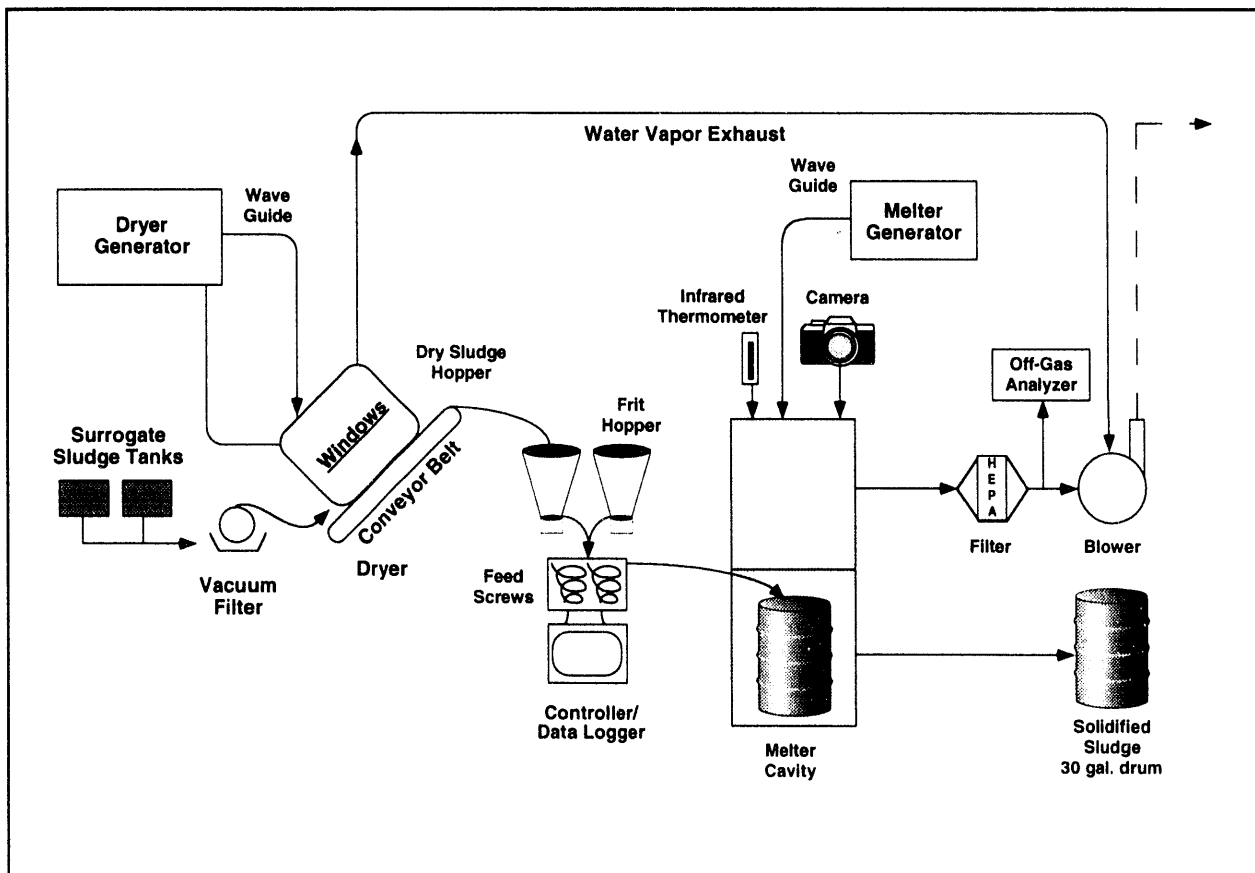 Water Vapor Exhaust
Wave
Guide
Dryer
Generator
Wave
Guide
Melter
Generator
Infrared
Thermometer
Camera
Dry Sludge
Hopper
Frit
Hopper
Off-Gas
Analyzer
Windows
Conveyor Belt
Dryer
Surrogate
Sludge Tanks
Vacuum
Filter
H
E
P
A
Filter
Blower
Feed
Screws
Controller/
Data Logger
Melter
Cavity
Solidified
Sludge
30 gal. drum